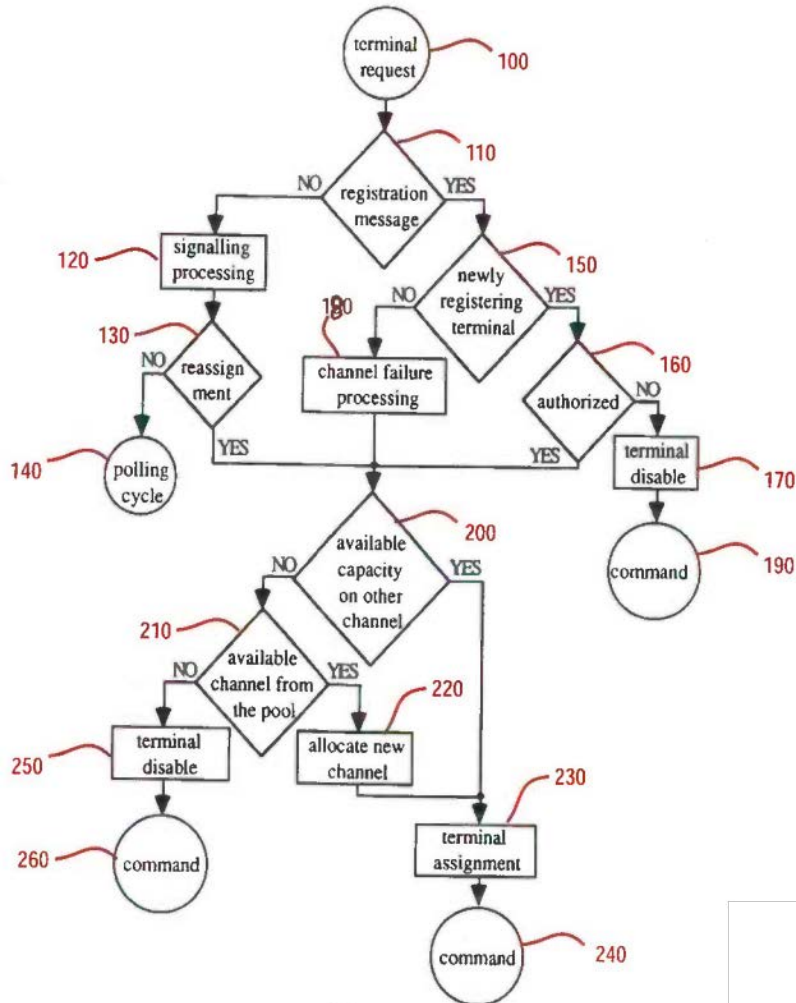 terminal
request
100
110
NO
registration
message
YES
120
signalling
processing
150
newly
registering
terminal
NO
YES
130
NO
reassign
ment
YES
channel failure
processing
160
authorized
NO
YES
140
polling
cycle
terminal
disable
170
200
available
capacity
on other
channel
NO
YES
command
190
210
available
channel from
the pool
NO
YES
220
250
terminal
disable
allocate new
channel
230
terminal
assignment
260
command
command
240